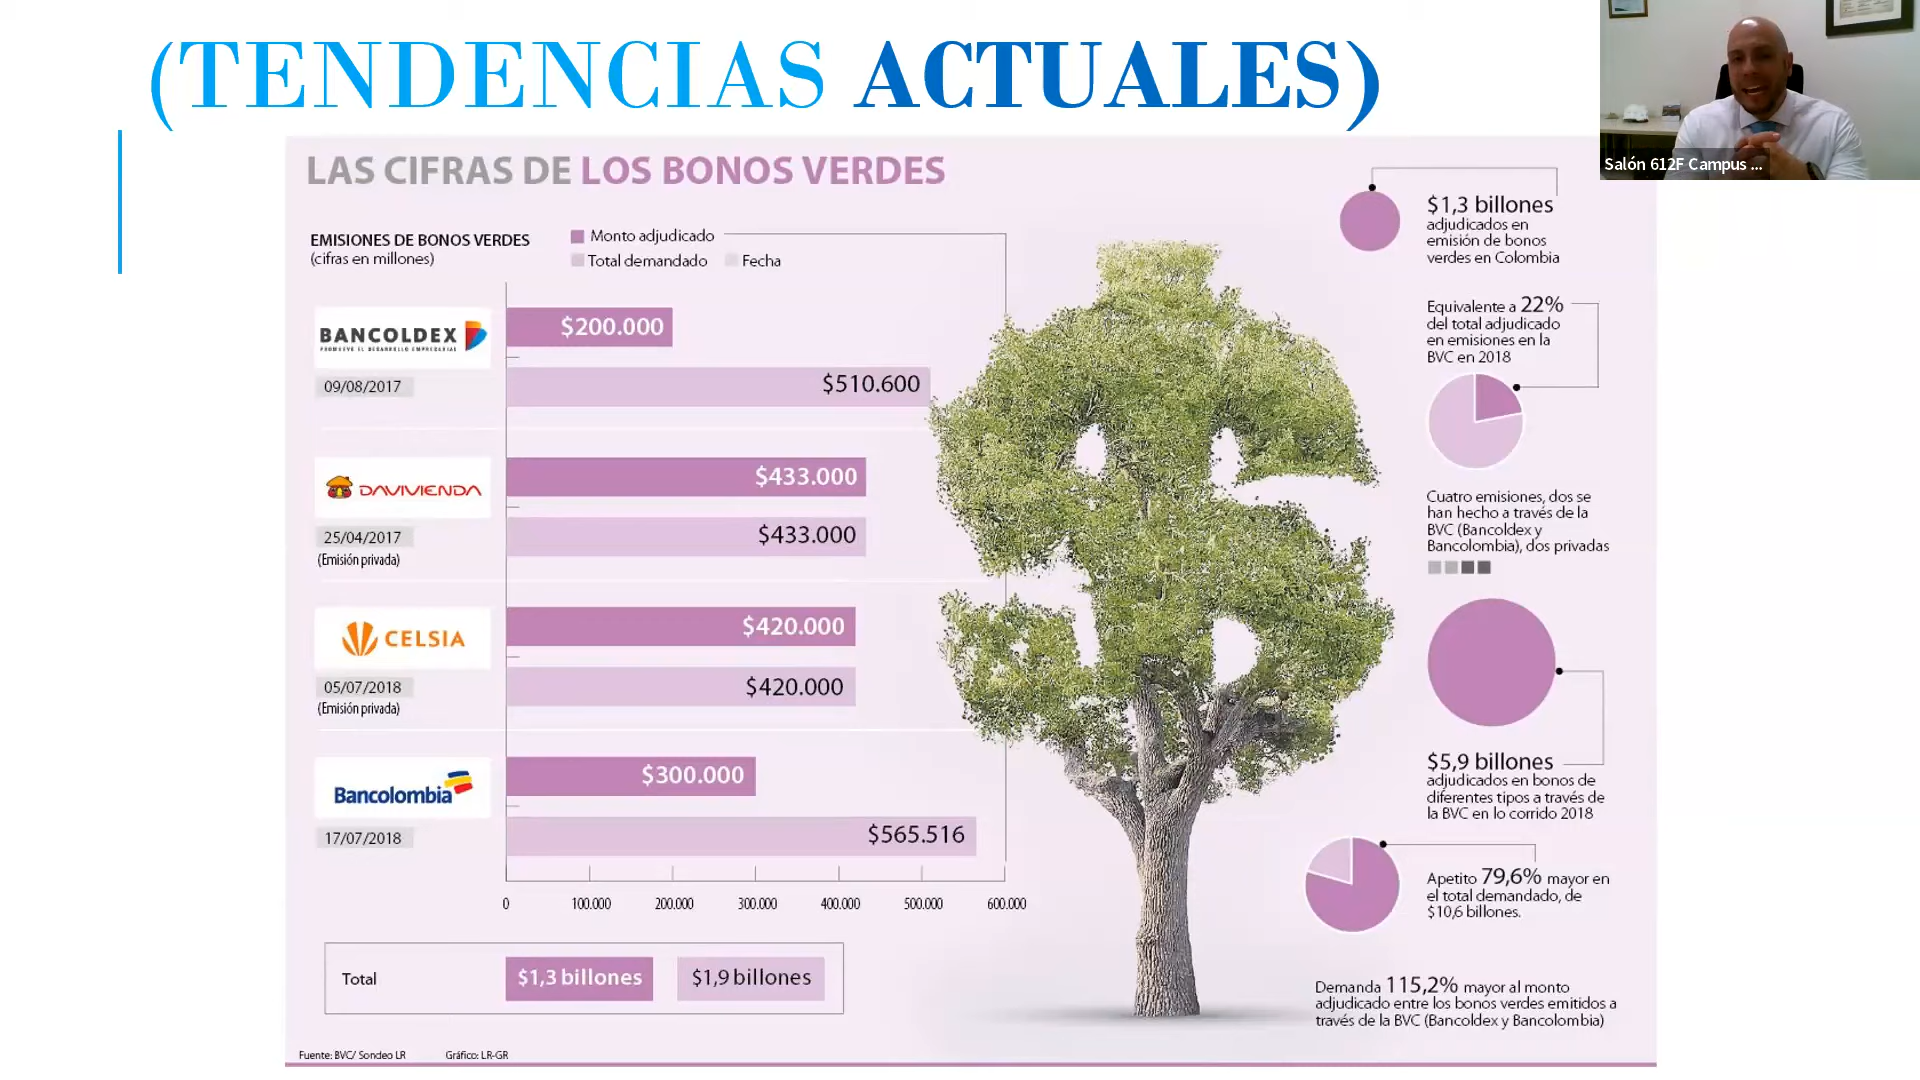 (TENDENCIAS ACTUALES)
Salón 612F Campus ...
LAS CIFRAS DE LOS BONOS VERDES
EMISIONES DE BONOS VERDES
(cifras en millones)
Monto adjudicado
Total demandado
Fecha
BANCOLDEX
PROMUEVE EL DESARROLLO EMPRESARIAL
09/08/2017
$200.000
$510.600
DAVIVIENDA
25/04/2017
(Emisión privada)
$433.000
$433.000
CELSIA
05/07/2018
(Emisión privada)
$420.000
$420.000
Bancolombia
17/07/2018
$300.000
$565.516
0 100.000 200.000 300.000 400.000 500.000 600.000
Total
$1,3 billones
$1,9 billones
Fuente: BVC/ Sondeo LR
Gráfico: LR-GR
$1,3 billones
adjudicados en
emisión de bonos
verdes en Colombia
Equivalente a 22%
del total adjudicado
en emisiones en la
BVC en 2018
Cuatro emisiones, dos se
han hecho a través de la
BVC (Bancoldex y
Bancolombia), dos privadas
$5,9 billones
adjudicados en bonos de
diferentes tipos a través de
la BVC en lo corrido 2018
Apetito 79,6% mayor en
el total demandado, de
$10,6 billones.
Demanda 115,2% mayor al monto
adjudicado entre los bonos verdes emitidos a
través de la BVC (Bancoldex y Bancolombia)